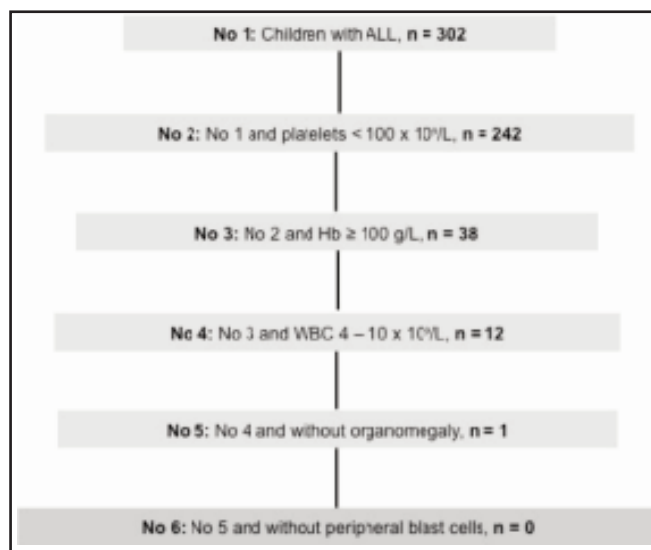 No 1: Children with ALL, n = 302
No 2: No 1 and platelets < 100 x 10⁹/L, n = 242
No 3: No 2 and Hb ≥ 100 g/L, n = 38
No 4: No 3 and WBC 4 – 10 x 10⁹/L, n = 12
No 5: No 4 and without organomegaly, n = 1
No 6: No 5 and without peripheral blast cells, n = 0